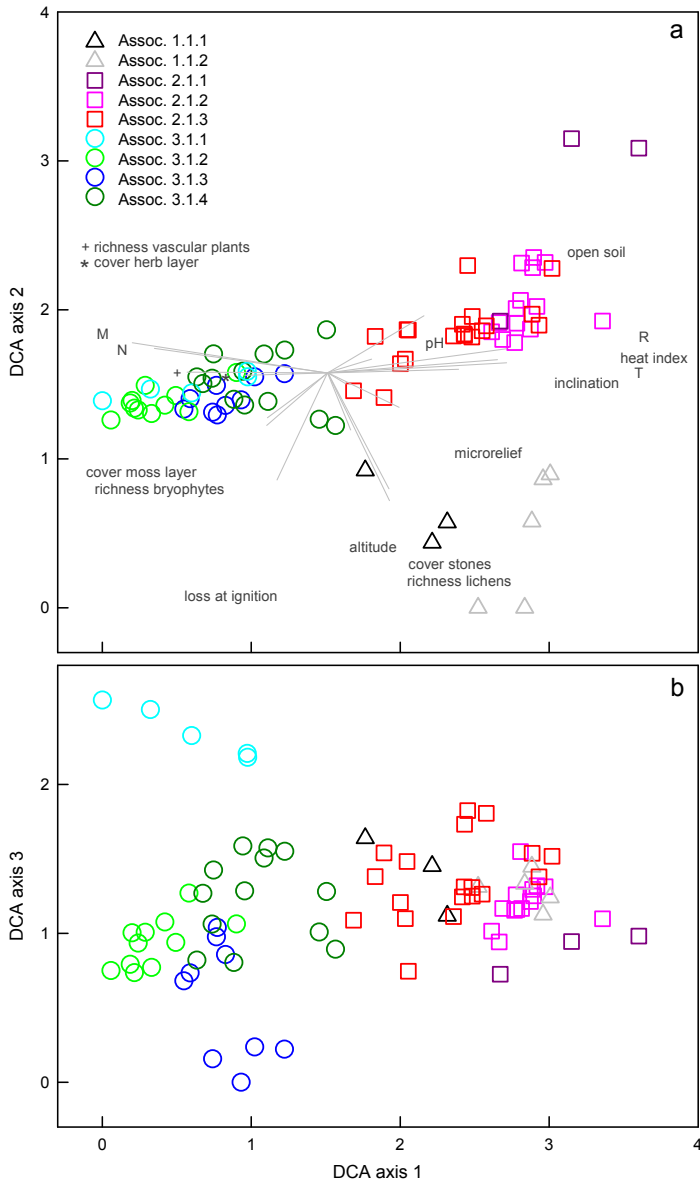 4
a
Assoc. 1.1.1
Assoc. 1.1.2
Assoc. 2.1.1
Assoc. 2.1.2
Assoc. 2.1.3
Assoc. 3.1.1
Assoc. 3.1.2
Assoc. 3.1.3
Assoc. 3.1.4
3
+ richness vascular plants
* cover herb layer
open soil
DCA axis 2
2
M
N
pH
R
heat index
T
inclination
+
*
1
cover moss layer
richness bryophytes
microrelief
altitude
cover stones
richness lichens
loss at ignition
0
b
2
DCA axis 3
1
0
0
1
2
3
4
DCA axis 1